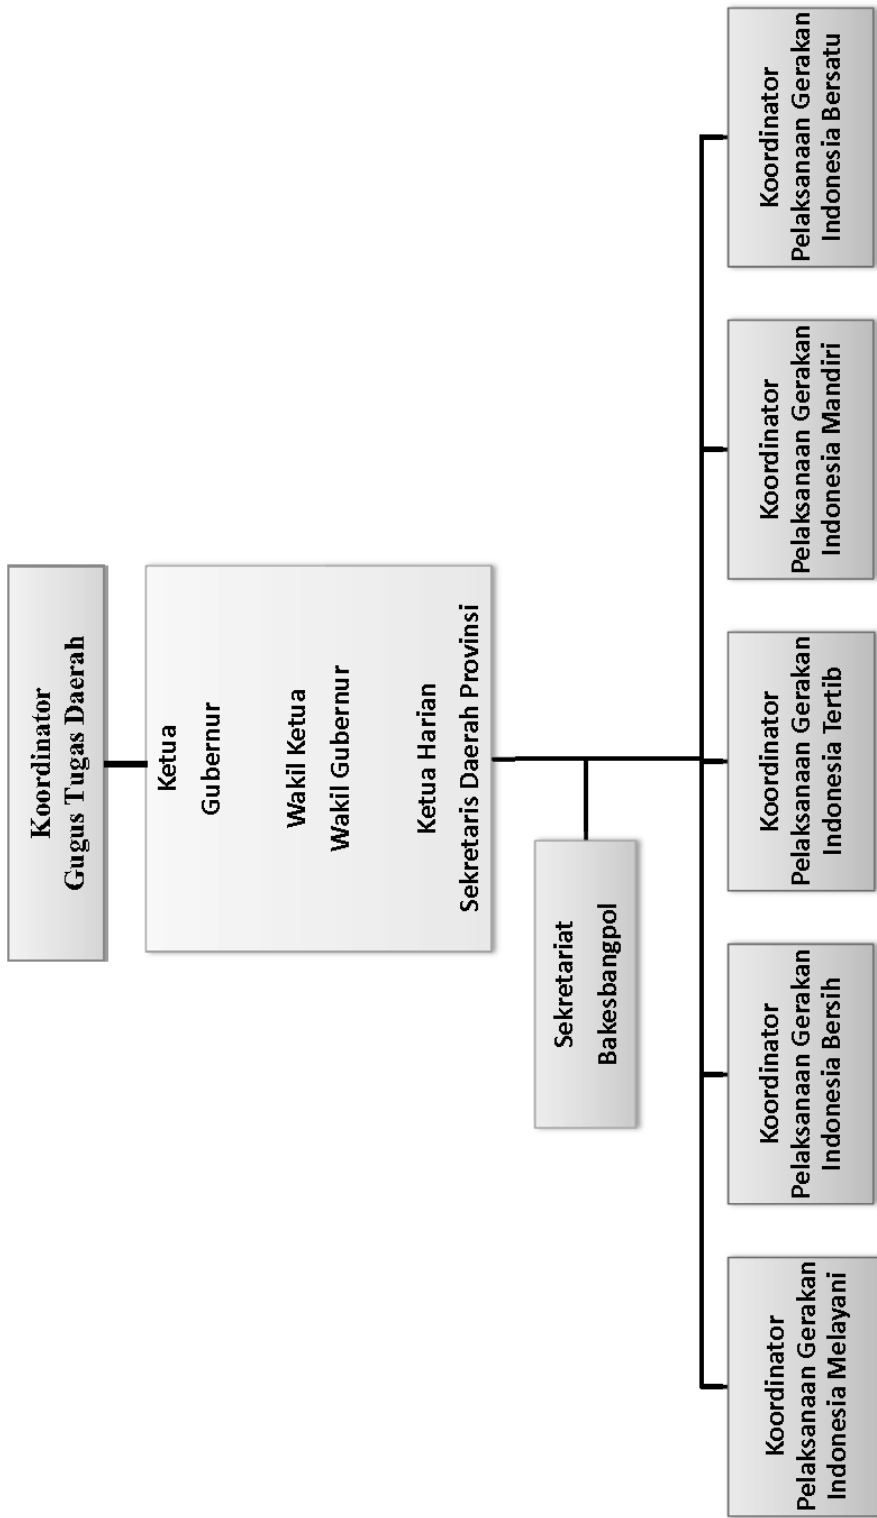 Koordinator
Gugus Tugas Daerah
Ketua
Gubernur
Wakil Ketua
Wakil Gubernur
Ketua Harian
Sekretaris Daerah Provinsi
Sekretariat
Bakesbangpol
Koordinator
Pelaksanaan Gerakan
Indonesia Melayani
Koordinator
Pelaksanaan Gerakan
Indonesia Bersih
Koordinator
Pelaksanaan Gerakan
Indonesia Tertib
Koordinator
Pelaksanaan Gerakan
Indonesia Mandiri
Koordinator
Pelaksanaan Gerakan
Indonesia Bersatu